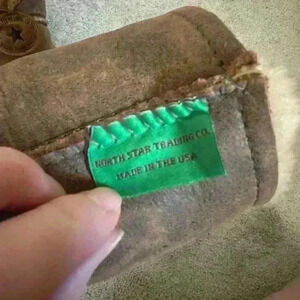 NORTH STAR TRADING CO.
MADE IN THE USA